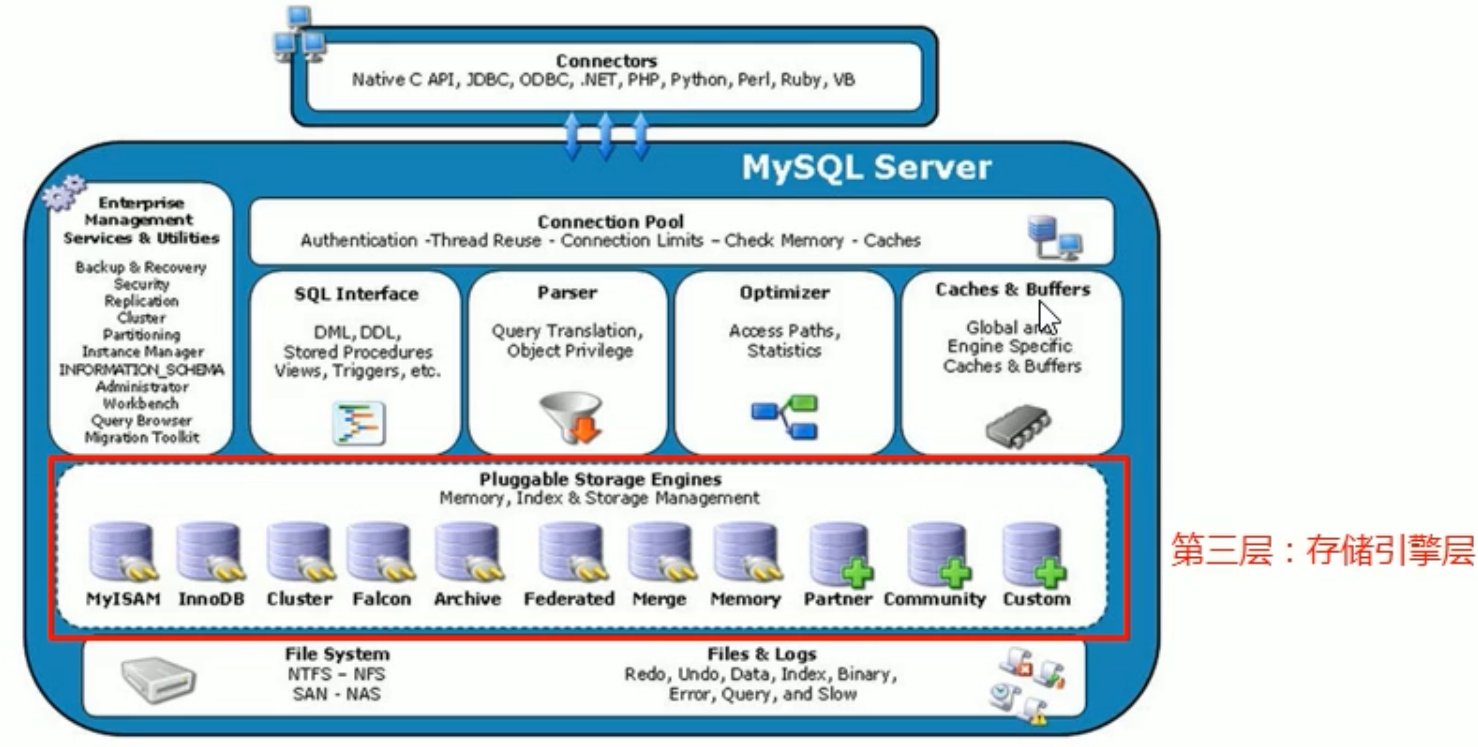 Connectors
Native C API, JDBC, ODBC, .NET, PHP, Python, Perl, Ruby, VB
MySQL Server
Enterprise
Management
Services & Utilities
Backup & Recovery
Security
Replication
Cluster
Partitioning
Instance Manager
INFORMATION_SCHEMA
Administrator
Workbench
Query Browser
Migration Toolkit
Connection Pool
Authentication -Thread Reuse - Connection Limits – Check Memory - Caches
SQL Interface
DML, DDL,
Stored Procedures
Views, Triggers, etc.
Parser
Query Translation,
Object Privilege
Optimizer
Access Paths,
Statistics
Caches & Buffers
Global and
Engine Specific
Caches & Buffers
Pluggable Storage Engines
Memory, Index & Storage Management
MyISAM InnoDB Cluster Falcon Archive Federated Merge Memory Partner Community Custom
第三层：存储引擎层
File System
NTFS – NFS
SAN - NAS
Files & Logs
Redo, Undo, Data, Index, Binary,
Error, Query, and Slow